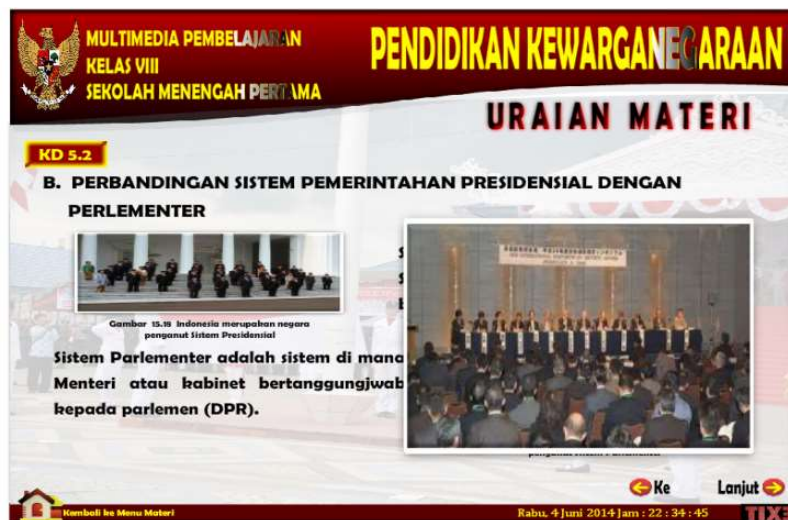 MULTIMEDIA PEMBELAJARAN
KELAS VIII
SEKOLAH MENENGAH PERTAMA
PENDIDIKAN KEWARGANEGARAAN
URAIAN MATERI
KD 5.2
B. PERBANDINGAN SISTEM PEMERINTAHAN PRESIDENSIAL DENGAN
PERLEMENTER
Gambar 15.18 Indonesia merupakan negara
penganut Sistem Presidensial
Sistem Parlementer adalah sistem di mana
Menteri atau kabinet bertanggungjwab
kepada parlemen (DPR).
Ke
Lanjut
Kembali ke Menu Materi
Rabu, 4 Juni 2014 Jam : 22 : 34 : 45